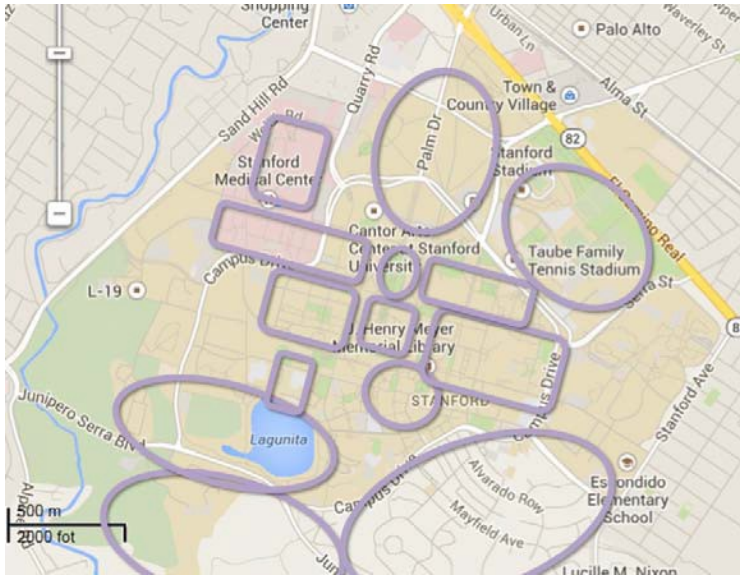 Shopping
Center
Urban Ln
Palo Alto
Waverley St
Quarry Rd
Sand Hill Rd
Town &
Country Village
Alma St
Palm Dr
82
Stanford
Medical Center
Stanford
Stadium
El Camino Real
Cantor Arts
Center at Stanford
University
Taube Family
Tennis Stadium
Campus Drive
L-19
Serra St
J. Henry Meyer
Memorial Library
STANFORD
Campus Drive
Stanford Ave
Junipero Serra Blvd
Lagunita
Campus Drive
Alvarado Row
Mayfield Ave
Escondido
Elementary
School
500 m
2000 fot
Lucille M. Nixon